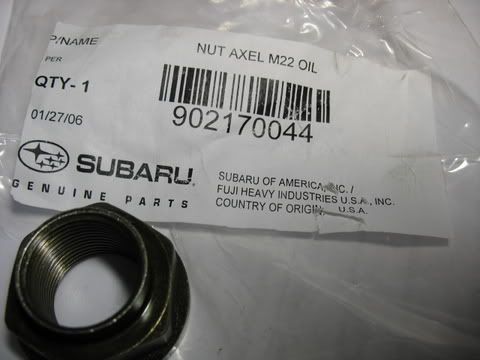 P/NAME
NUT AXEL M22 OIL
PER
QTY- 1
902170044
01/27/06
SUBARU
GENUINE PARTS
SUBARU OF AMERICA, INC. /
FUJI HEAVY INDUSTRIES U.S.A., INC.
COUNTRY OF ORIGIN U.S.A.